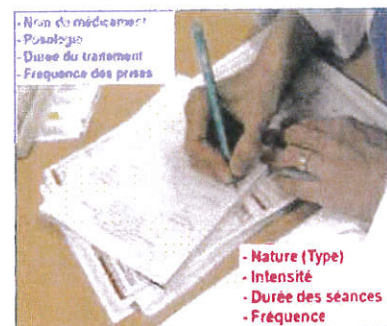 - Nom du médicament
- Posologie
- Durée du traitement
- Fréquence des prises
- Nature (Type)
- Intensité
- Durée des séances
- Fréquence